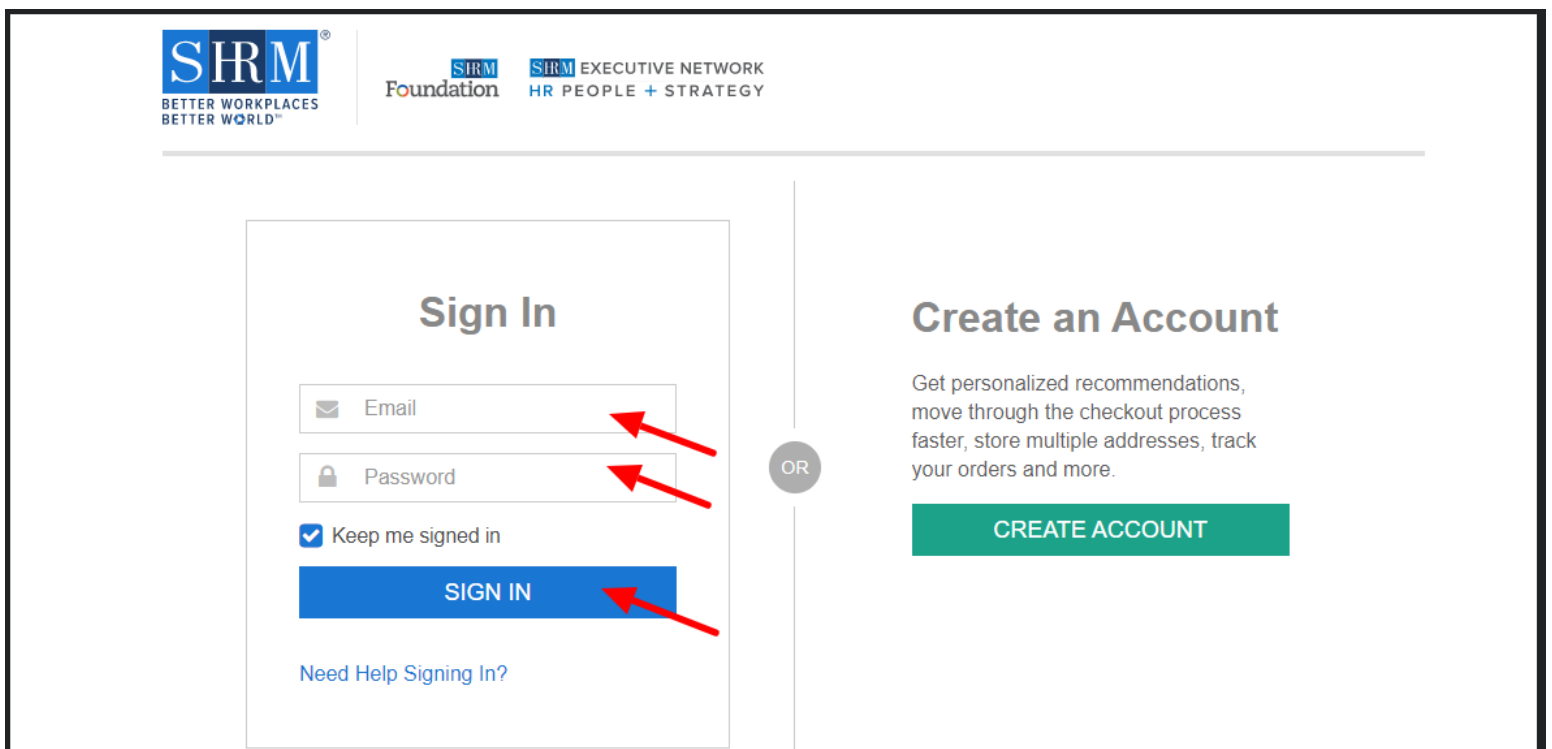 SHRM®
BETTER WORKPLACES
BETTER WORLD™
SHRM
Foundation
SHRM EXECUTIVE NETWORK
HR PEOPLE + STRATEGY
Sign In
Email
Password
Keep me signed in
SIGN IN
Need Help Signing In?
OR
Create an Account
Get personalized recommendations,
move through the checkout process
faster, store multiple addresses, track
your orders and more.
CREATE ACCOUNT